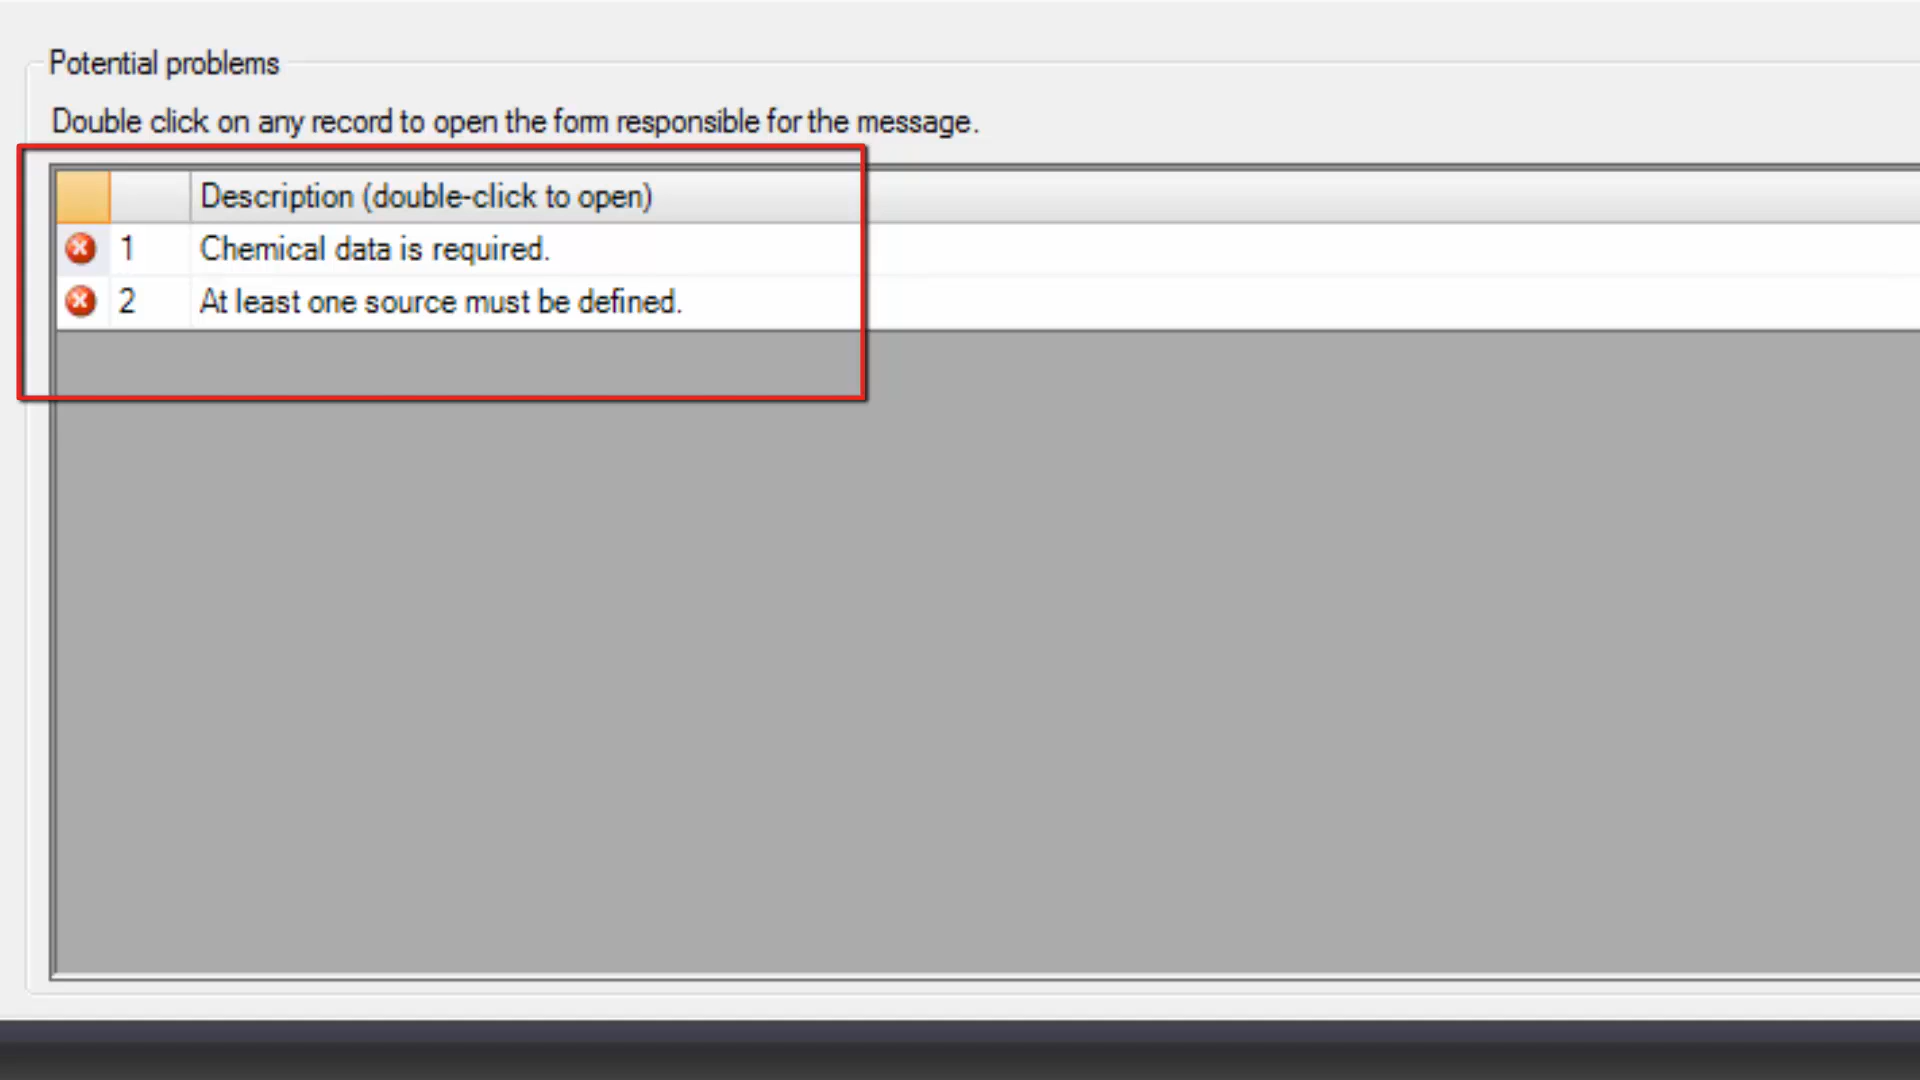 Potential problems
Double click on any record to open the form responsible for the message.
Description (double-click to open)
1 Chemical data is required.
2 At least one source must be defined.